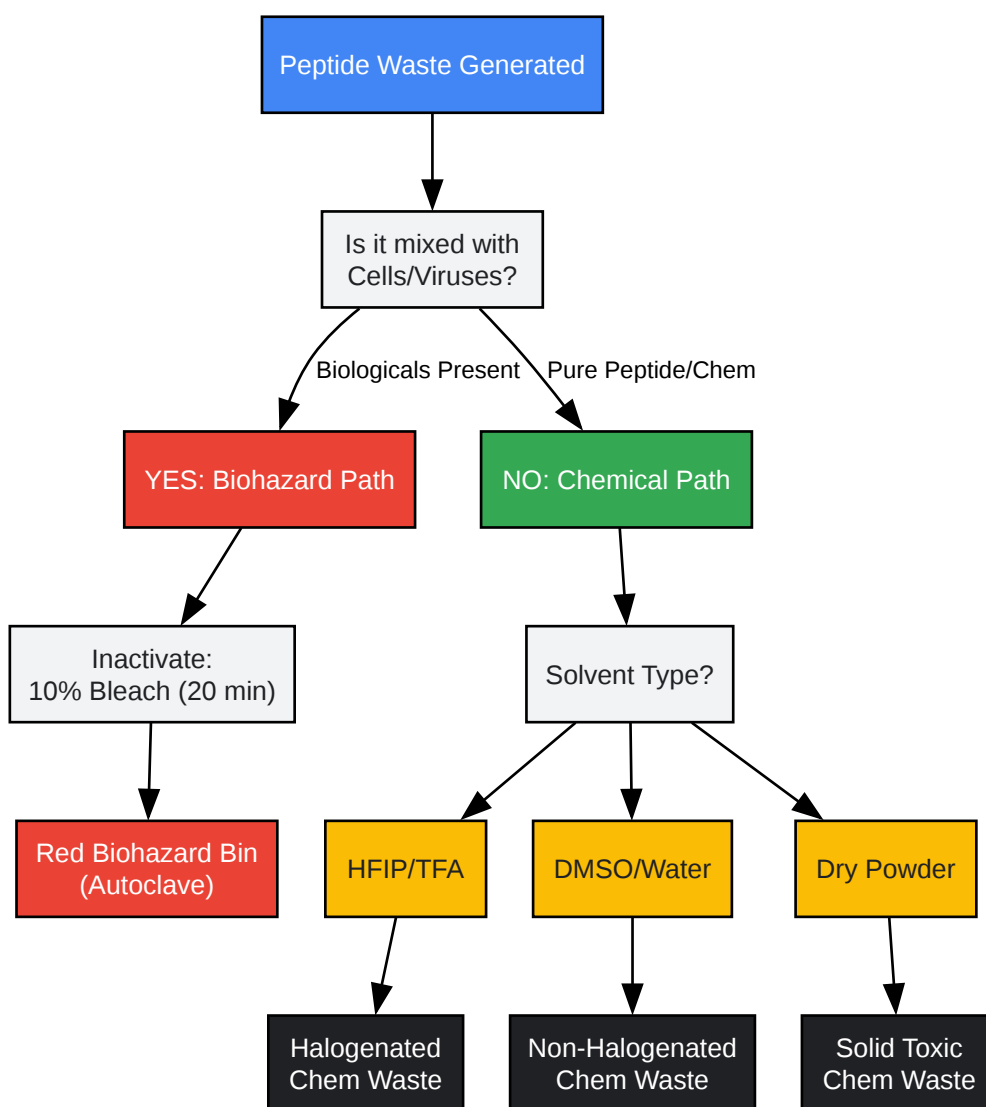 Peptide Waste Generated
Is it mixed with
Cells/Viruses?
Biologicals Present
Pure Peptide/Chem
YES: Biohazard Path
NO: Chemical Path
Inactivate:
10% Bleach (20 min)
Solvent Type?
Red Biohazard Bin
(Autoclave)
HFIP/TFA
DMSO/Water
Dry Powder
Halogenated
Chem Waste
Non-Halogenated
Chem Waste
Solid Toxic
Chem Waste